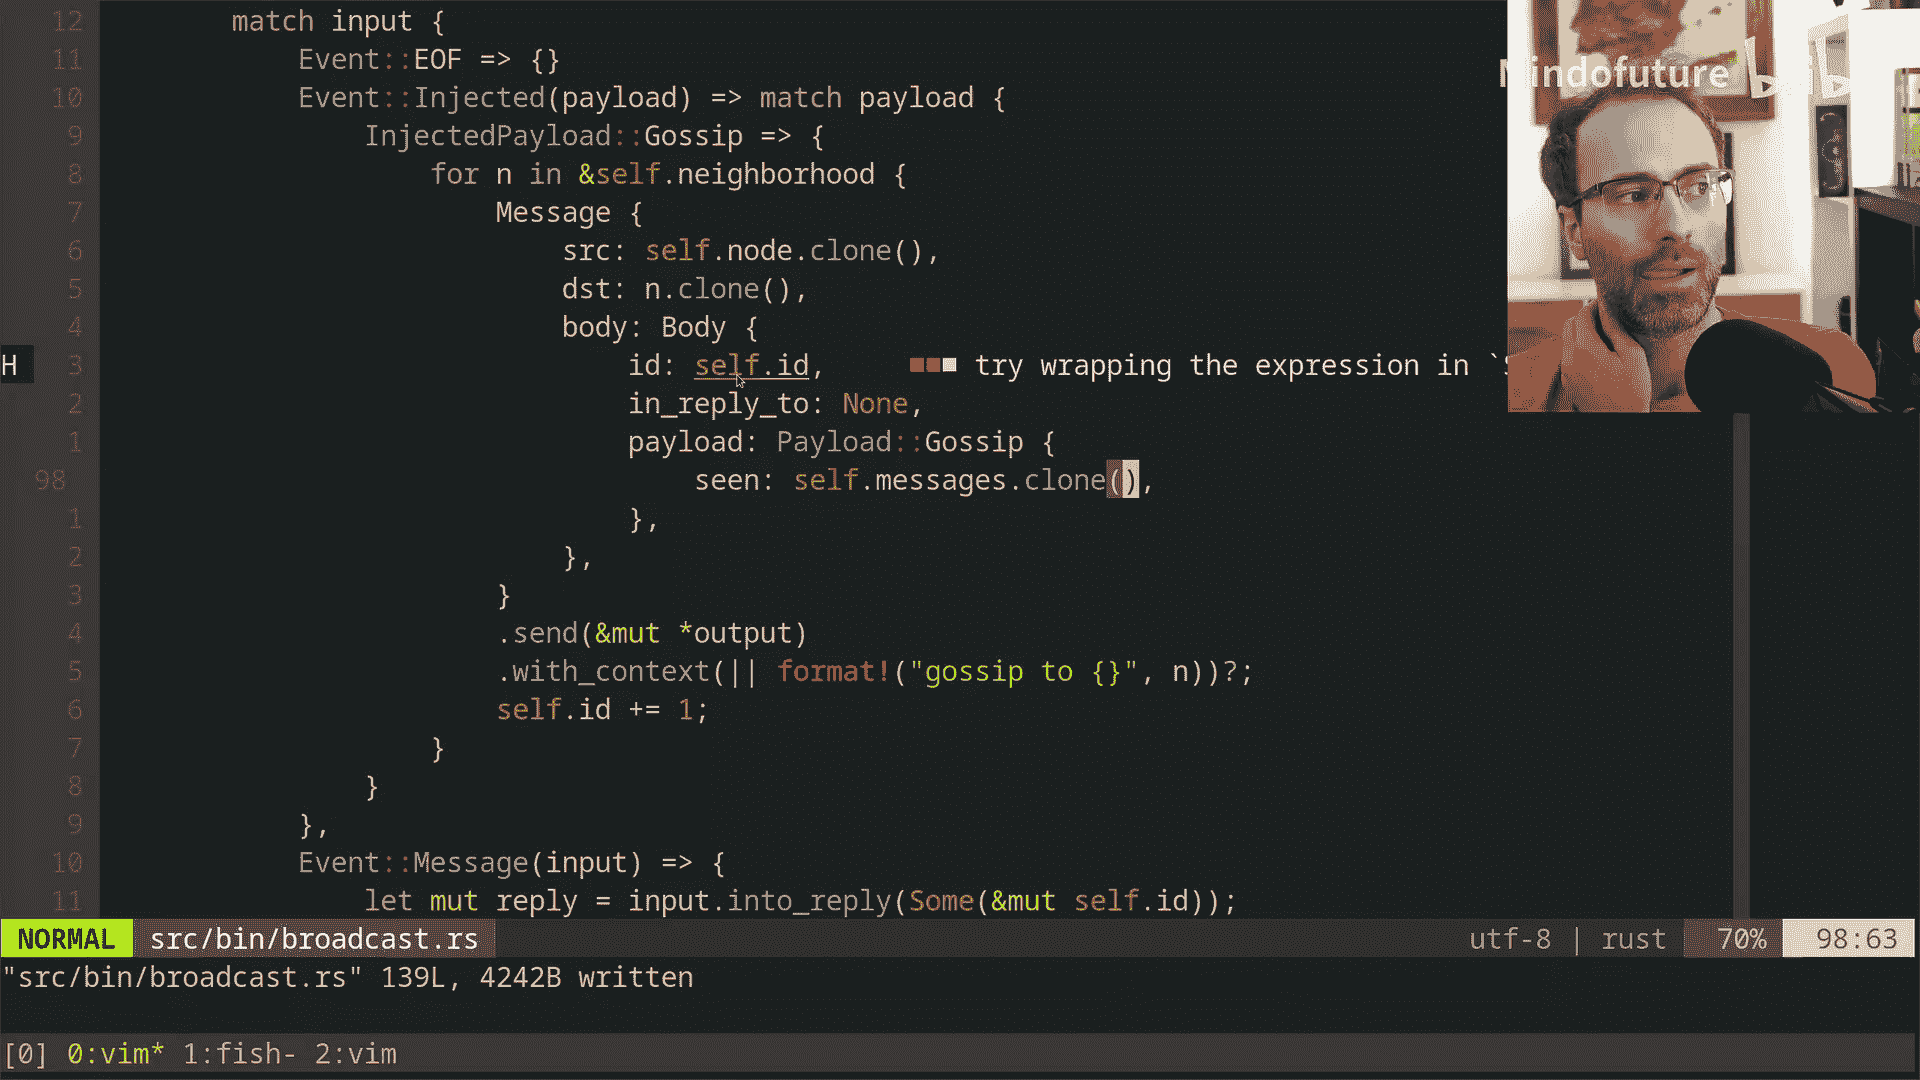 12 match input {
11 Event::EOF => {}
10 Event::Injected(payload) => match payload {
9 InjectedPayload::Gossip => {
8 for n in &self.neighborhood {
7 Message {
6 src: self.node.clone(),
5 dst: n.clone(),
4 body: Body {
H 3 id: self.id, try wrapping the expression in `
2 in_reply_to: None,
1 payload: Payload::Gossip {
98 seen: self.messages.clone(),
1 },
2 },
3 }
4 .send(&mut *output)
5 .with_context(|| format!("gossip to {}", n))?;
6 self.id += 1;
7 }
8 }
9 },
10 Event::Message(input) => {
11 let mut reply = input.into_reply(Some(&mut self.id));
NORMAL src/bin/broadcast.rs utf-8 | rust 70% 98:63
"src/bin/broadcast.rs" 139L, 4242B written
[0] 0:vim* 1:fish- 2:vim
Mindofuture